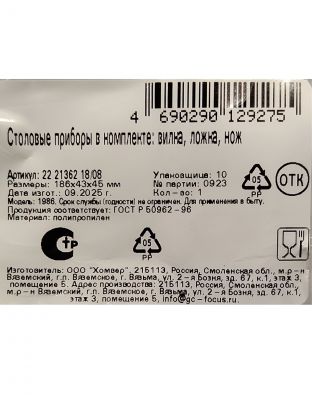 4 690290 129275
Столовые приборы в комплекте: вилка, ложка, нож
Артикул: 22 21362 18/08
Упаковщица: 10
Размеры: 186x43x45 мм
№ партии: 0923
Дата изгот.: 09.2025 г.
Кол-во: 1
Модель: 1986. Срок службы (годности) не ограничен. Для применения в быту.
Продукция соответствует: ГОСТ Р 50962-96
Материал: полипропилен
05
PP
ОТК
05
PP
Изготовитель: ООО "Хомвер", 215113, Россия, Смоленская обл., м.р-н
Вяземский, г.п. Вяземское, г. Вязьма, ул. 2-я Бозня, зд. 67, к.1, этаж 3,
помещение 5. Адрес производства: 215113, Россия, Смоленская обл.,
м.р-н Вяземский, г.п. Вяземское, г. Вязьма, ул. 2-я Бозня, зд. 67, к.1,
этаж 3, помещение 5, info@gc-focus.ru